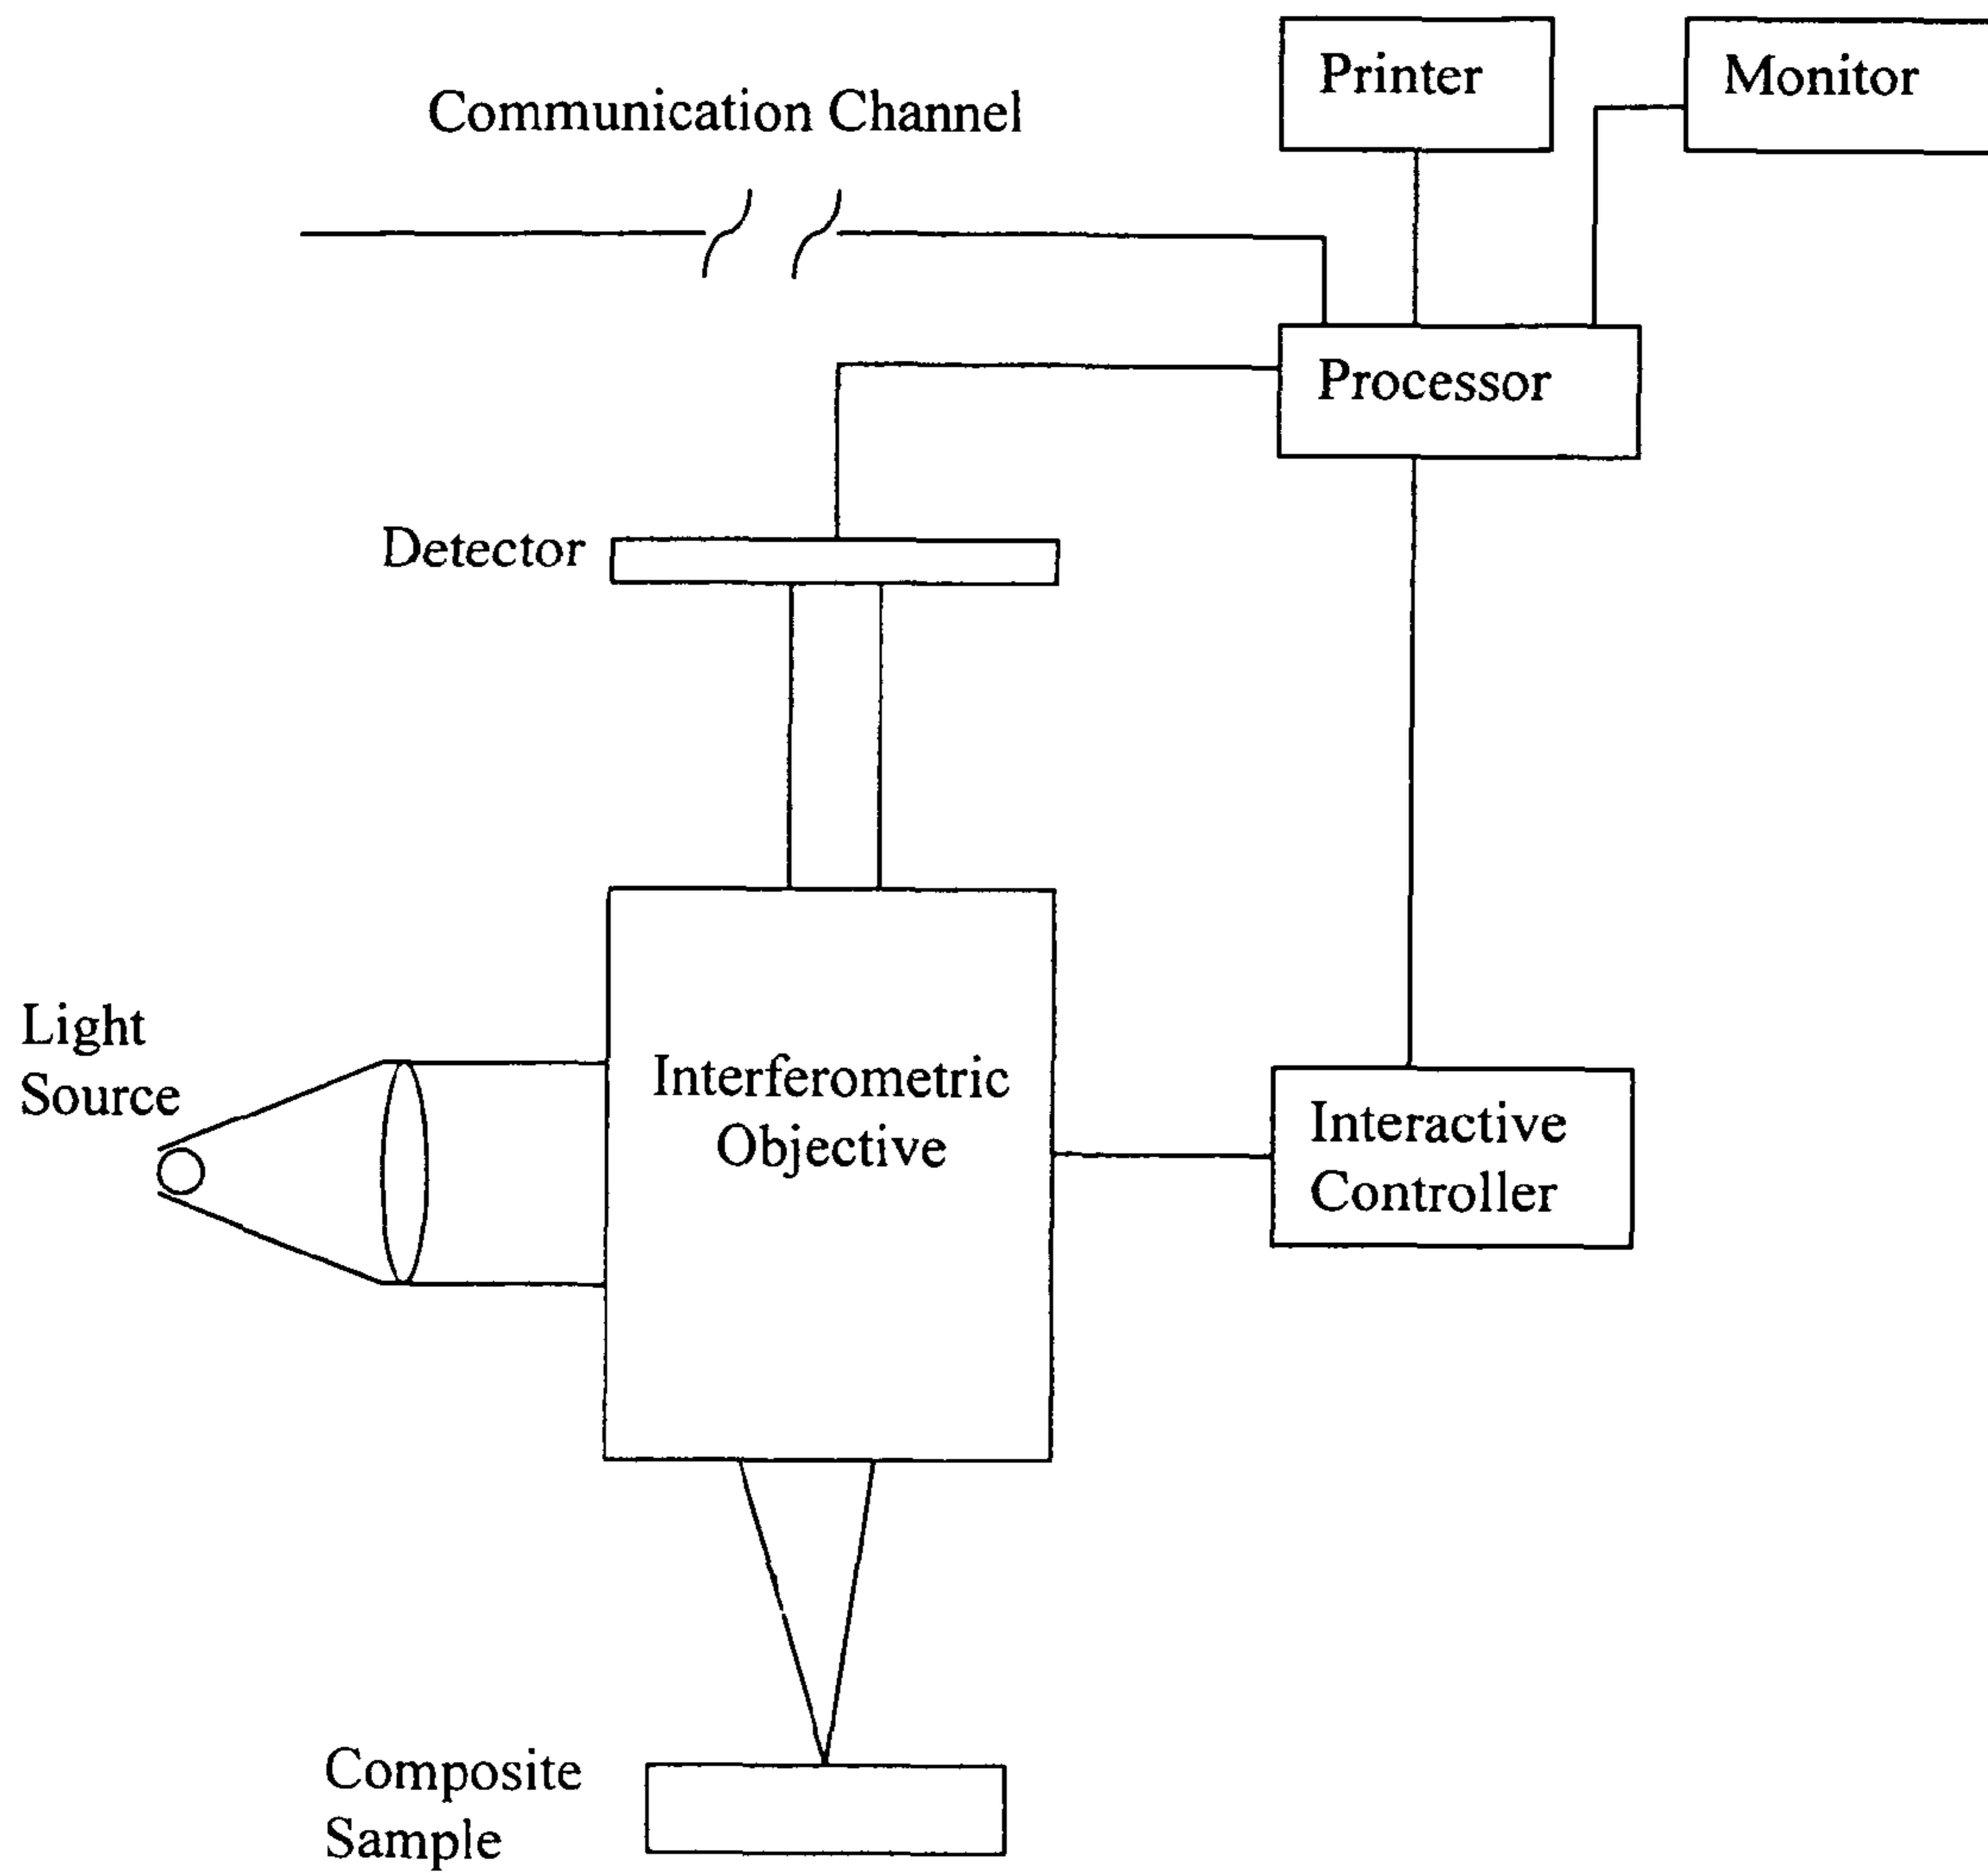 Printer
Monitor
Communication Channel
Processor
Detector
Light
Source
Interferometric
Objective
Interactive
Controller
Composite
Sample